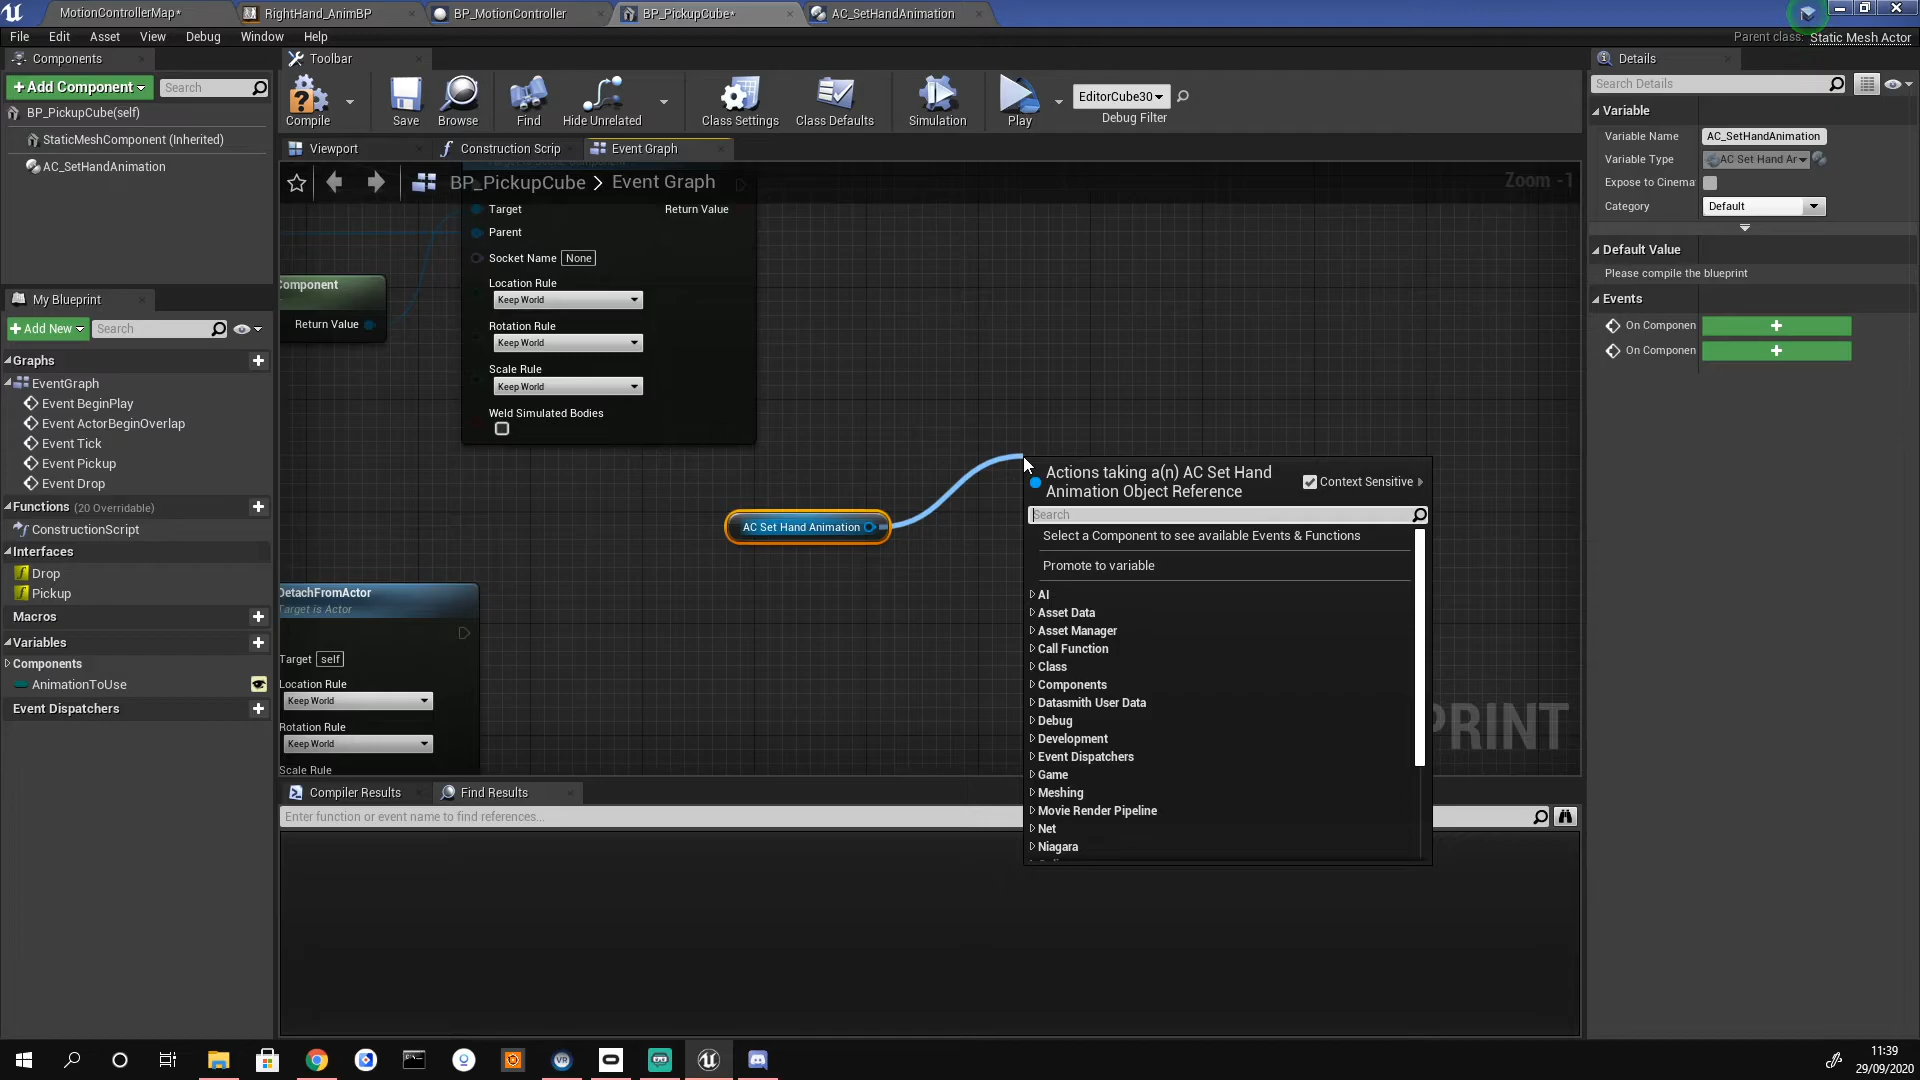 MotionControllerMap*
RightHand_AnimBP
BP_MotionController
BP_PickupCube*
AC_SetHandAnimation
File
Edit
Asset
View
Debug
Window
Help
Parent class:
Static Mesh Actor
Components
Toolbar
Details
+Add Component
Search
BP_PickupCube(self)
StaticMeshComponent (Inherited)
AC_SetHandAnimation
Compile
Save
Browse
Find
Hide Unrelated
Class Settings
Class Defaults
Simulation
Play
EditorCube30
Debug Filter
Search Details
Variable
Variable Name
AC_SetHandAnimation
Variable Type
AC Set Hand Ar
Expose to Cinema
Category
Default
Default Value
Please compile the blueprint
Events
On Componen
On Componen
Viewport
Construction Scrip
Event Graph
BP_PickupCube > Event Graph
Zoom -1
Target
Return Value
Parent
Socket Name
None
Location Rule
Keep World
Rotation Rule
Keep World
Scale Rule
Keep World
Weld Simulated Bodies
Component
Return Value
AC Set Hand Animation
DetachFromActor
Target is Actor
Target
self
Location Rule
Keep World
Rotation Rule
Keep World
Scale Rule
Actions taking a(n) AC Set Hand
Animation Object Reference
Context Sensitive
Search
Select a Component to see available Events & Functions
Promote to variable
AI
Asset Data
Asset Manager
Call Function
Class
Components
Datasmith User Data
Debug
Development
Event Dispatchers
Game
Meshing
Movie Render Pipeline
Net
Niagara
PRINT
My Blueprint
+Add New
Search
Graphs
EventGraph
Event BeginPlay
Event ActorBeginOverlap
Event Tick
Event Pickup
Event Drop
Functions (20 Overridable)
ConstructionScript
Interfaces
Drop
Pickup
Macros
Variables
Components
AnimationToUse
Event Dispatchers
Compiler Results
Find Results
Enter function or event name to find references...
11:39
29/09/2020